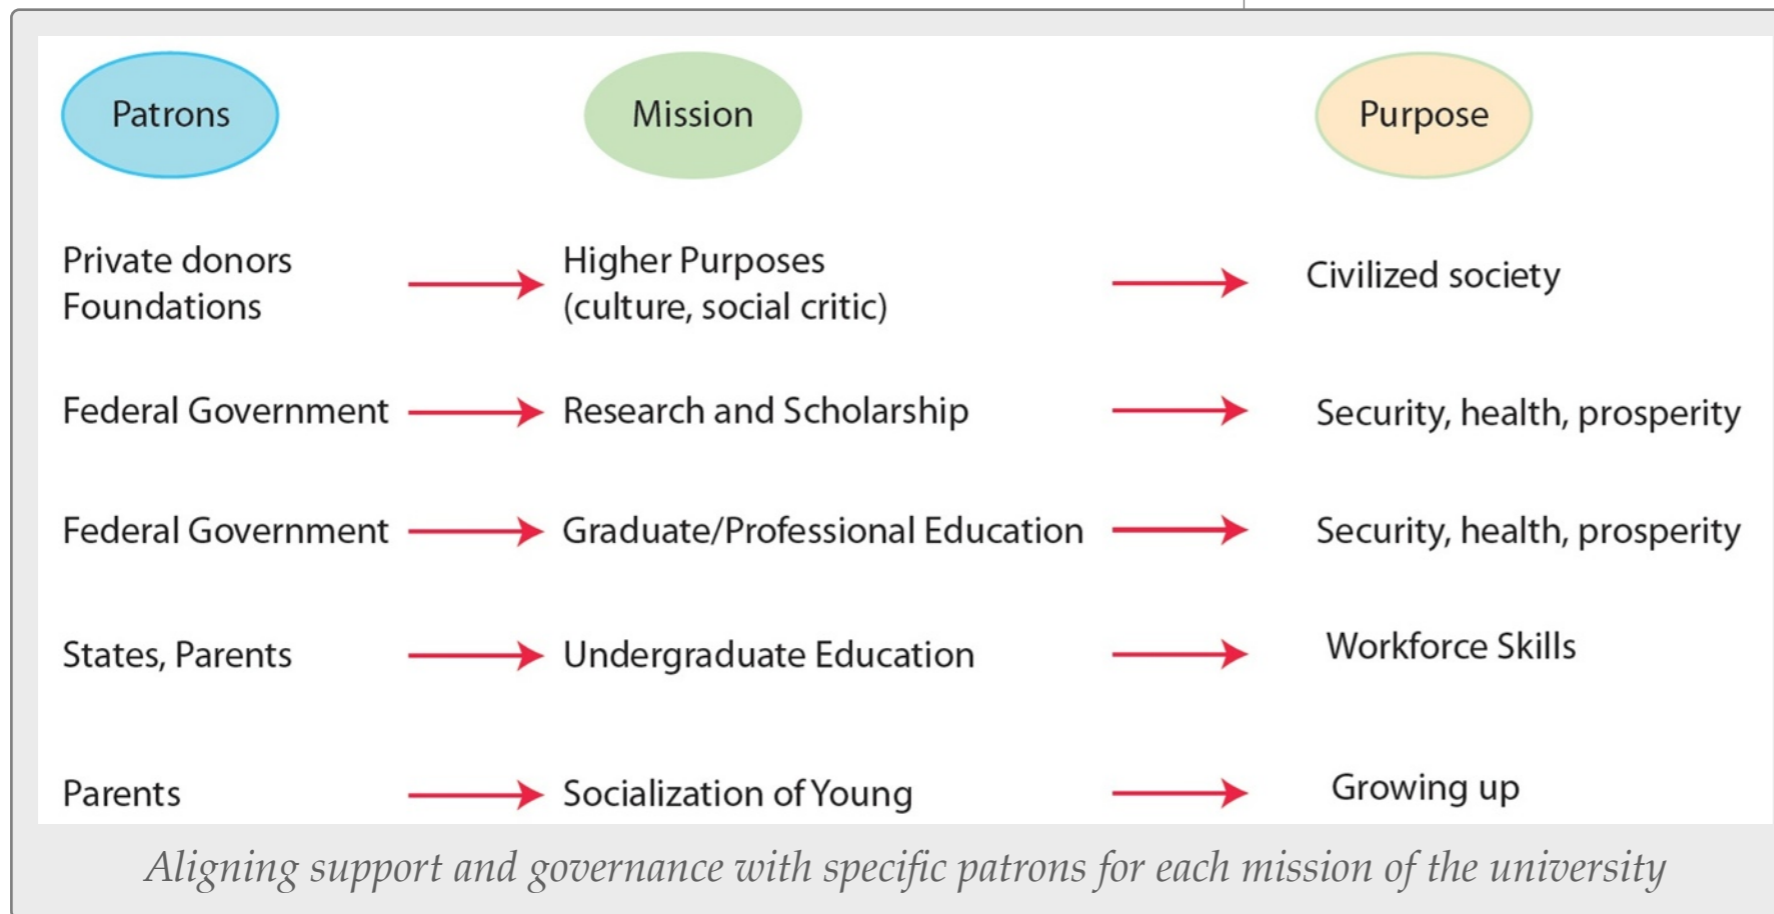 Patrons
Mission
Purpose
Private donors
Foundations
Higher Purposes
(culture, social critic)
Civilized society
Federal Government
Research and Scholarship
Security, health, prosperity
Federal Government
Graduate/Professional Education
Security, health, prosperity
States, Parents
Undergraduate Education
Workforce Skills
Parents
Socialization of Young
Growing up
Aligning support and governance with specific patrons for each mission of the university